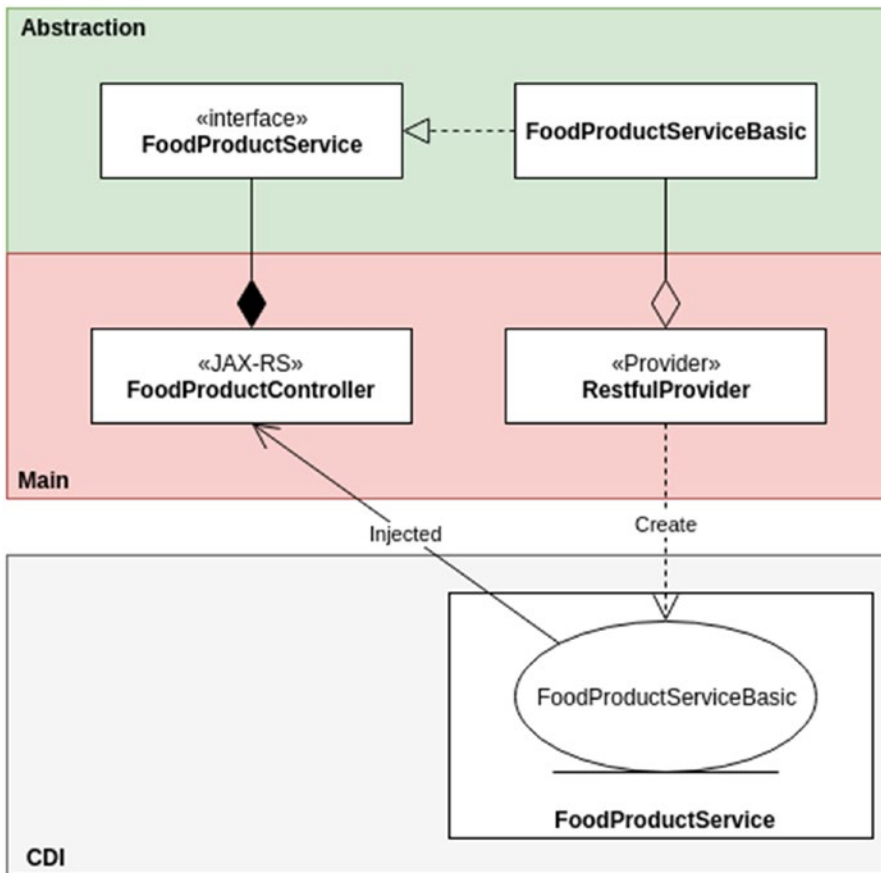 Abstraction
«interface»
FoodProductService
FoodProductServiceBasic
«JAX-RS»
FoodProductController
«Provider»
RestfulProvider
Main
Injected
Create
FoodProductServiceBasic
FoodProductService
CDI